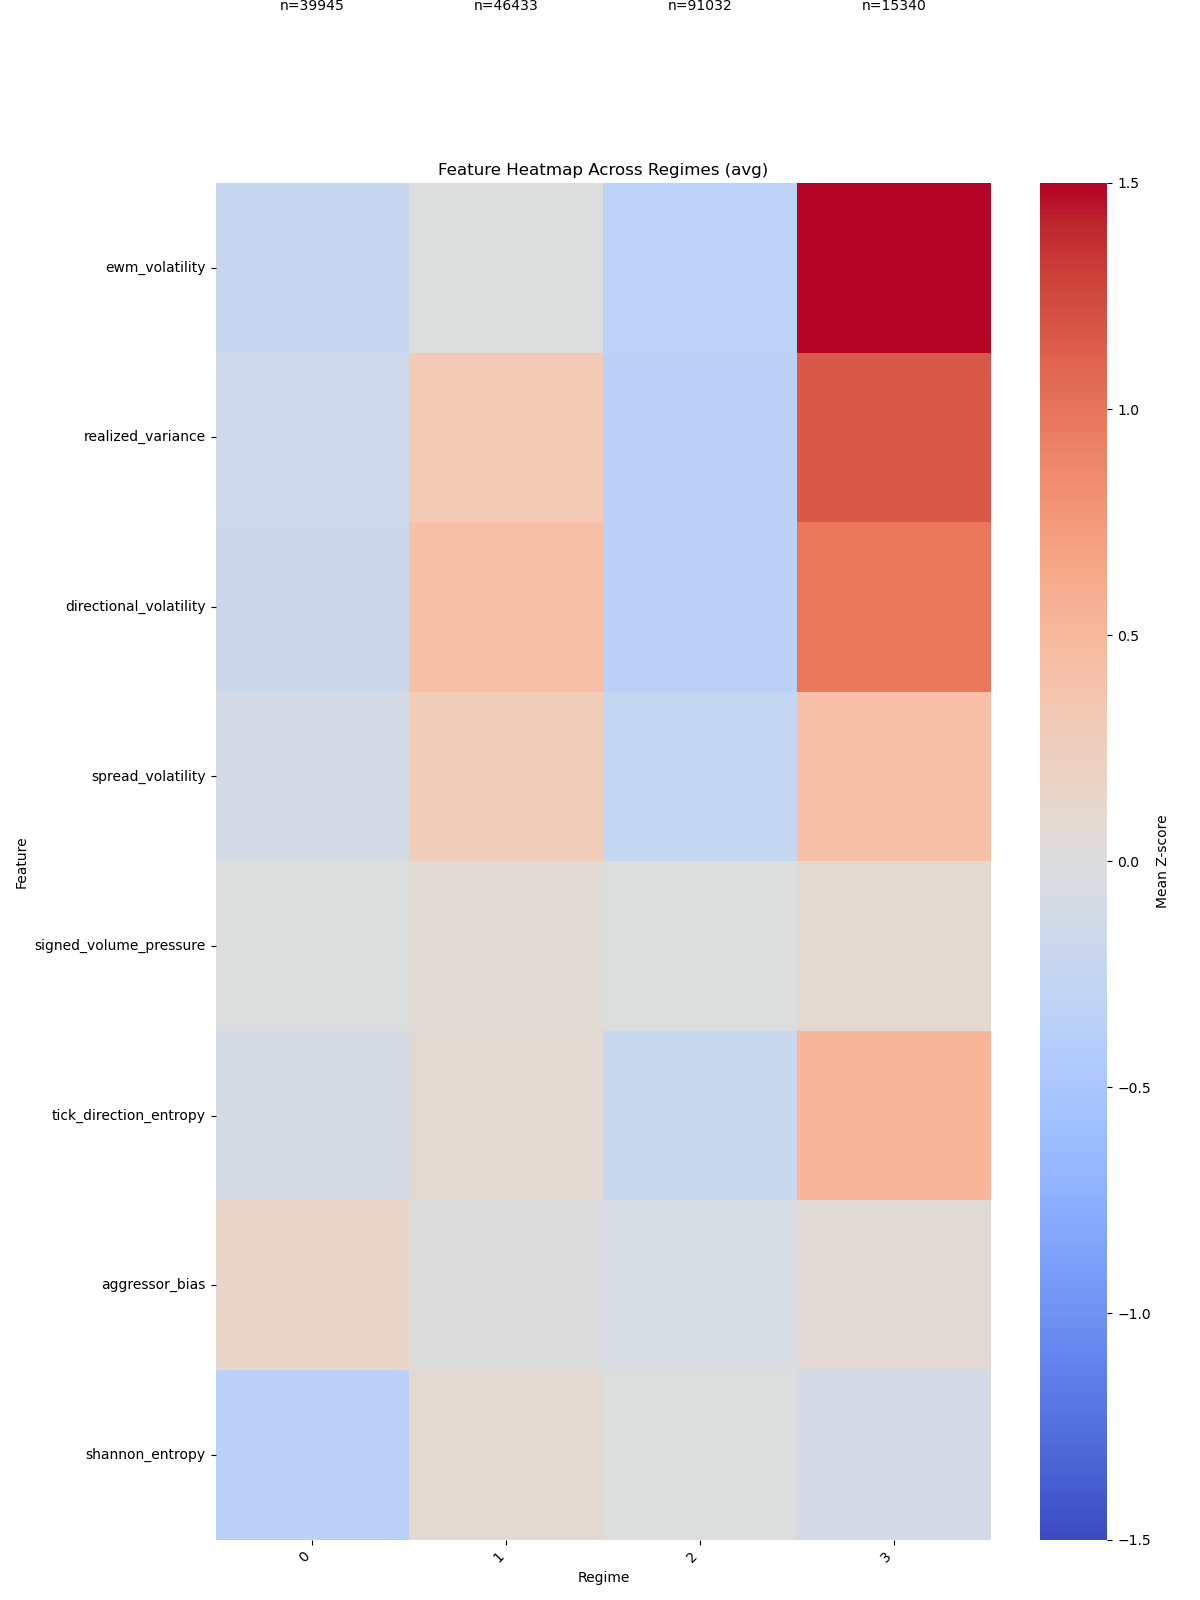 n=39945 n=46433 n=91032 n=15340
Feature Heatmap Across Regimes (avg)
ewm_volatility
realized_variance
directional_volatility
spread_volatility
signed_volume_pressure
tick_direction_entropy
aggressor_bias
shannon_entropy
Feature
0 1 2 3
Regime
1.5
1.0
0.5
0.0
−0.5
−1.0
−1.5
Mean Z-score